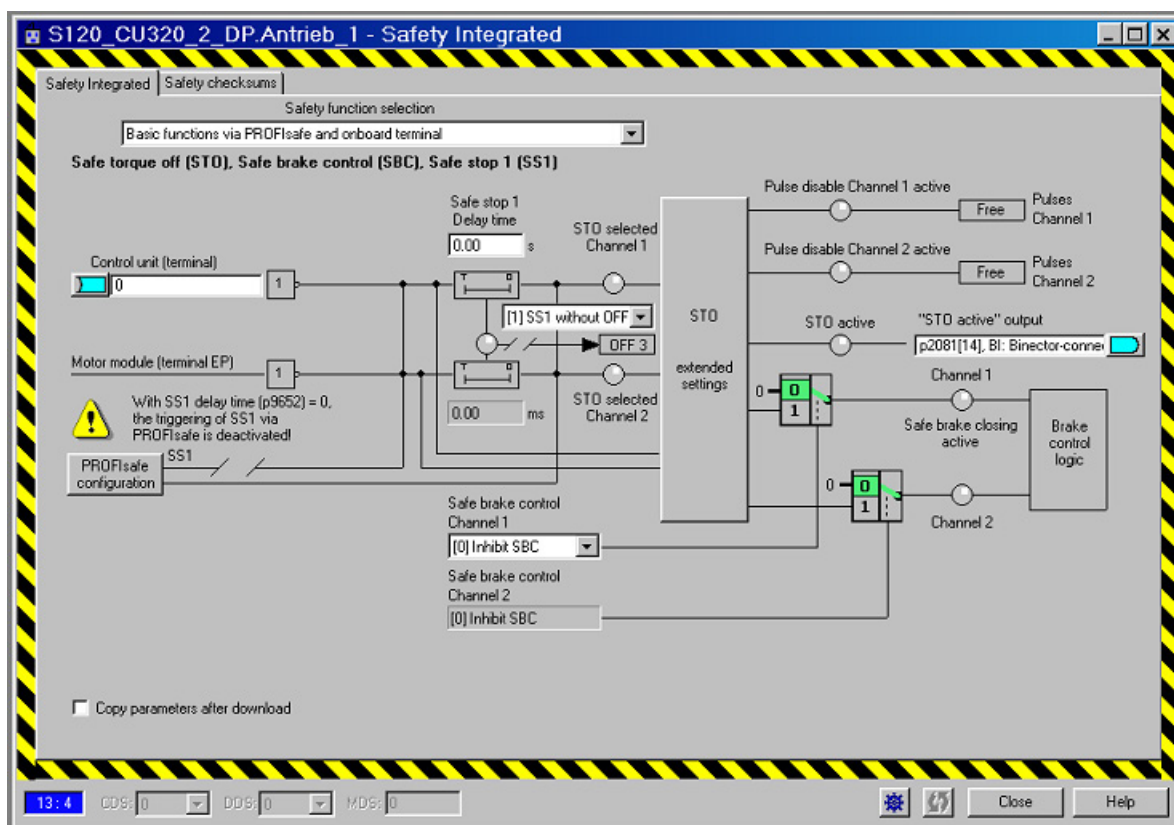 S120_CU320_2_DP.Antrieb_1 - Safety Integrated
Safety Integrated
Safety checksums
Safety function selection
Basic functions via PROFIsafe and onboard terminal
Safe torque off (STO), Safe brake control (SBC), Safe stop 1 (SS1)
Safe stop 1
Delay time
0.00 s
STO selected
Channel 1
Control unit (terminal)
0
1
[1] SS1 without OFF
OFF 3
Motor module (terminal EP)
1
0.00 ms
STO selected
Channel 2
With SS1 delay time (p9652) = 0,
the triggering of SS1 via
PROFIsafe is deactivated!
PROFIsafe
configuration
SS1
STO
extended
settings
Pulse disable Channel 1 active
Free
Pulses
Channel 1
Pulse disable Channel 2 active
Free
Pulses
Channel 2
STO active
"STO active" output
p2081[14], BI: Binector-connec
0
0
1
Channel 1
Safe brake closing
active
Brake
control
logic
0
0
1
Channel 2
Safe brake control
Channel 1
[0] Inhibit SBC
Safe brake control
Channel 2
[0] Inhibit SBC
Copy parameters after download
13:4
CDS: 0
DDS: 0
MDS: 0
Close
Help